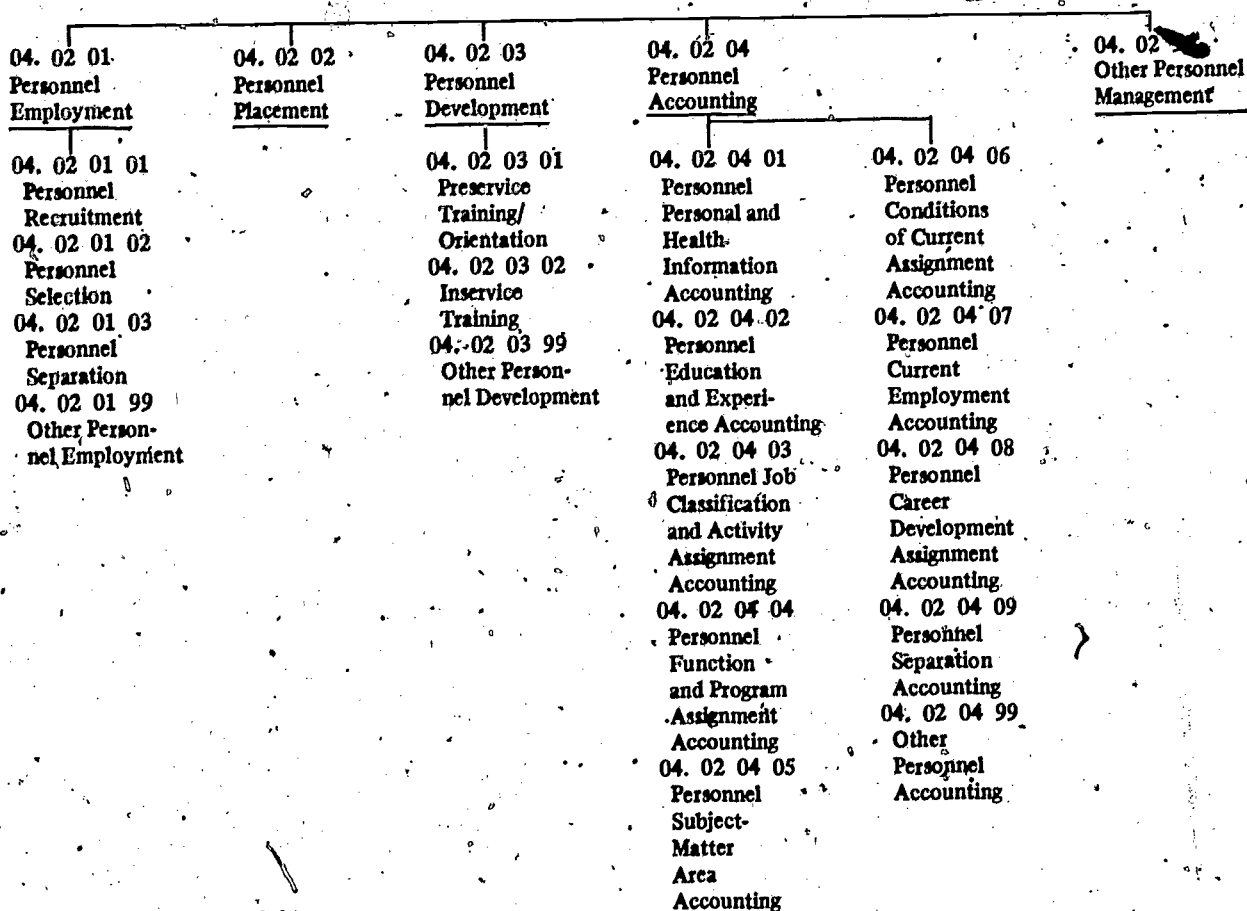 04. 02 01
Personnel
Employment
04. 02 01 01
Personnel
Recruitment
04. 02 01 02
Personnel
Selection
04. 02 01 03
Personnel
Separation
04. 02 01 99
Other Person-
nel Employment
04. 02 02
Personnel
Placement
04. 02 03
Personnel
Development
04. 02 03 01
Preservice
Training/
Orientation
04. 02 03 02
Inservice
Training
04. 02 03 99
Other Person-
nel Development
04. 02 04
Personnel
Accounting
04. 02 04 01
Personnel
Personal and
Health
Information
Accounting
04. 02 04 02
Personnel
Education
and Experi-
ence Accounting
04. 02 04 03
Personnel Job
Classification
and Activity
Assignment
Accounting
04. 02 04 04
Personnel
Function
and Program
Assignment
Accounting
04. 02 04 05
Personnel
Subject-
Matter
Area
Accounting
04. 02 04 06
Personnel
Conditions
of Current
Assignment
Accounting
04. 02 04 07
Personnel
Current
Employment
Accounting
04. 02 04 08
Personnel
Career
Development
Assignment
Accounting
04. 02 04 09
Personnel
Separation
Accounting
04. 02 04 99
Other
Personnel
Accounting
04. 02
Other Personnel
Management